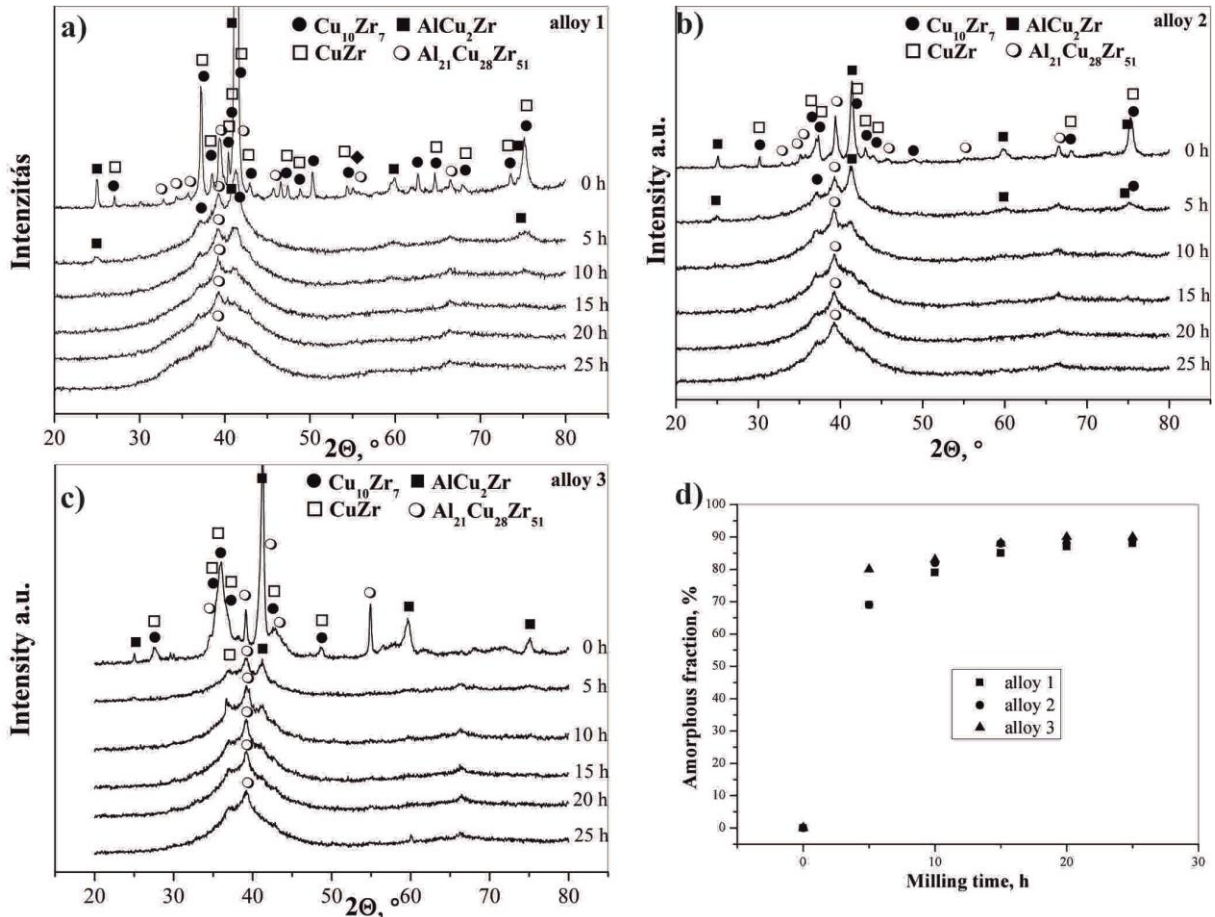 a)
alloy 1
Cu10Zr7
AlCu2Zr
CuZr
Al21Cu28Zr51
Intenzitás
0 h
5 h
10 h
15 h
20 h
25 h
20 30 40 50 60 70 80
2Θ, °
b)
alloy 2
Cu10Zr7
AlCu2Zr
CuZr
Al21Cu28Zr51
Intensity a.u.
0 h
5 h
10 h
15 h
20 h
25 h
20 30 40 50 60 70 80
2Θ, °
c)
alloy 3
Cu10Zr7
AlCu2Zr
CuZr
Al21Cu28Zr51
Intensity a.u.
0 h
5 h
10 h
15 h
20 h
25 h
20 30 40 50 60 70 80
2Θ, °
d)
Amorphous fraction, %
100
90
80
70
60
50
40
30
20
10
0
alloy 1
alloy 2
alloy 3
0 10 20 30
Milling time, h